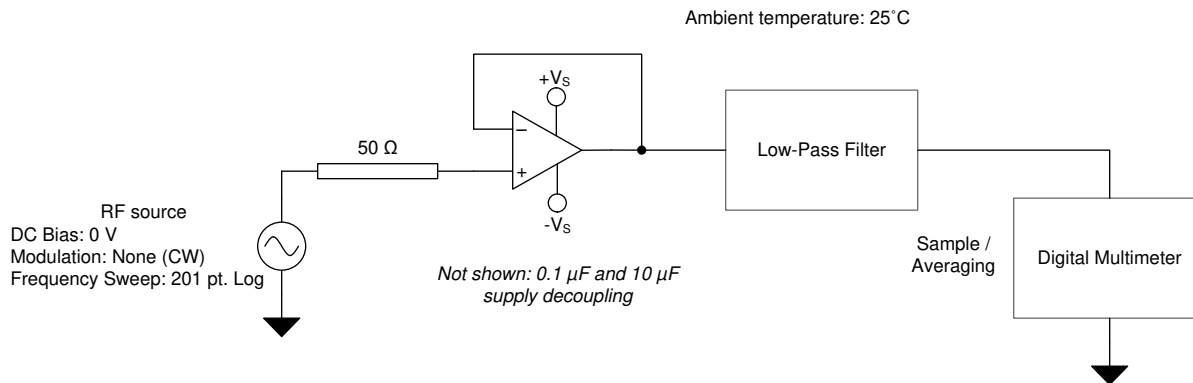 Ambient temperature: 25˚C
+VS
50 Ω
−
+
Low-Pass Filter
-VS
RF source
DC Bias: 0 V
Modulation: None (CW)
Frequency Sweep: 201 pt. Log
Not shown: 0.1 µF and 10 µF
supply decoupling
Sample /
Averaging
Digital Multimeter